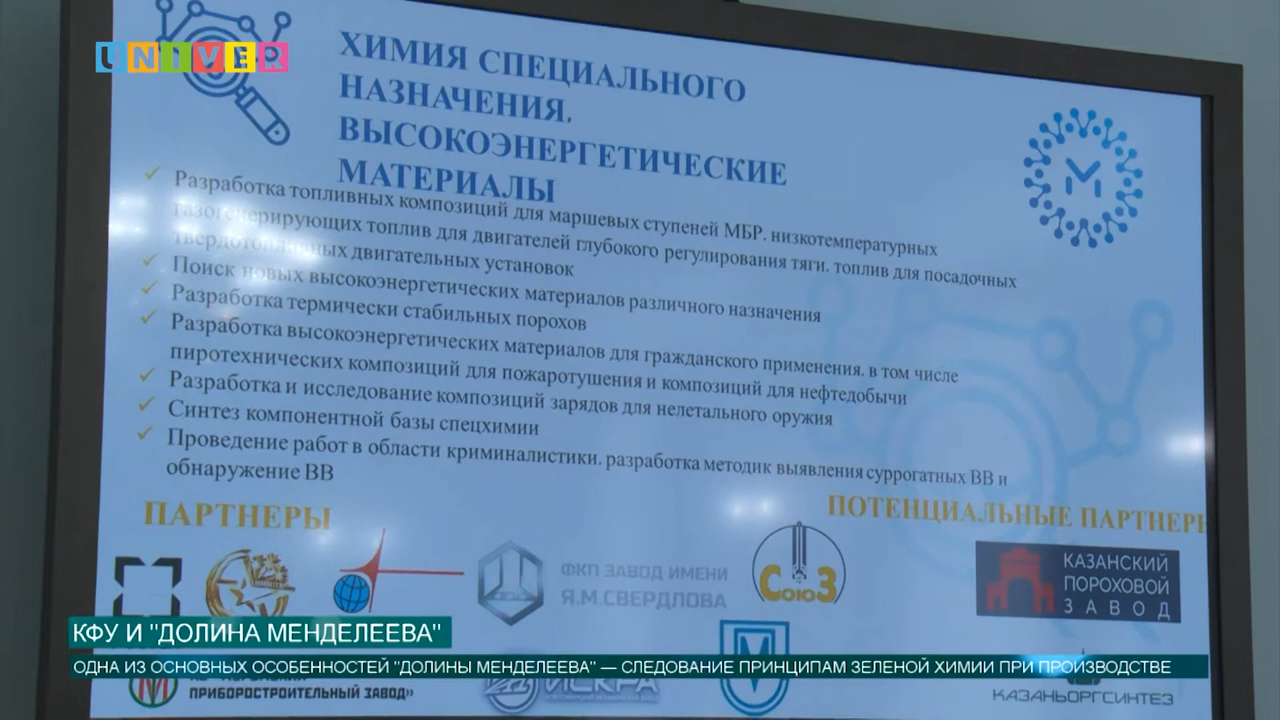 UNIVER
ХИМИЯ СПЕЦИАЛЬНОГО
НАЗНАЧЕНИЯ.
ВЫСОКОЭНЕРГЕТИЧЕСКИЕ
МАТЕРИАЛЫ
Разработка топливных композиций для маршевых ступеней МБР. низкотемпературных
газогенерирующих топлив для двигателей глубокого регулирования тяги. топлив для посадочных
твердотопливных двигательных установок
Поиск новых высокоэнергетических материалов различного назначения
Разработка термически стабильных порохов
Разработка высокоэнергетических материалов для гражданского применения. в том числе
пиротехнических композиций для пожаротушения и композиций для нефтедобычи
Разработка и исследование композиций зарядов для нелетального оружия
Синтез компонентной базы спецхимии
Проведение работ в области криминалистики. разработка методик выявления суррогатных ВВ и
обнаружение ВВ
ПАРТНЕРЫ
ПОТЕНЦИАЛЬНЫЕ ПАРТНЕРЫ
ФКП ЗАВОД ИМЕНИ
Я.М.СВЕРДЛОВА
СОЮЗ
КАЗАНСКИЙ
ПОРОХОВОЙ
ЗАВОД
КФУ И "ДОЛИНА МЕНДЕЛЕЕВА"
ОДНА ИЗ ОСНОВНЫХ ОСОБЕННОСТЕЙ "ДОЛИНЫ МЕНДЕЛЕЕВА" — СЛЕДОВАНИЕ ПРИНЦИПАМ ЗЕЛЕНОЙ ХИМИИ ПРИ ПРОИЗВОДСТВЕ
ПРИБОРОСТРОИТЕЛЬНЫЙ ЗАВОД»
ИСКРА
КАЗАНЬОРГСИНТЕЗ